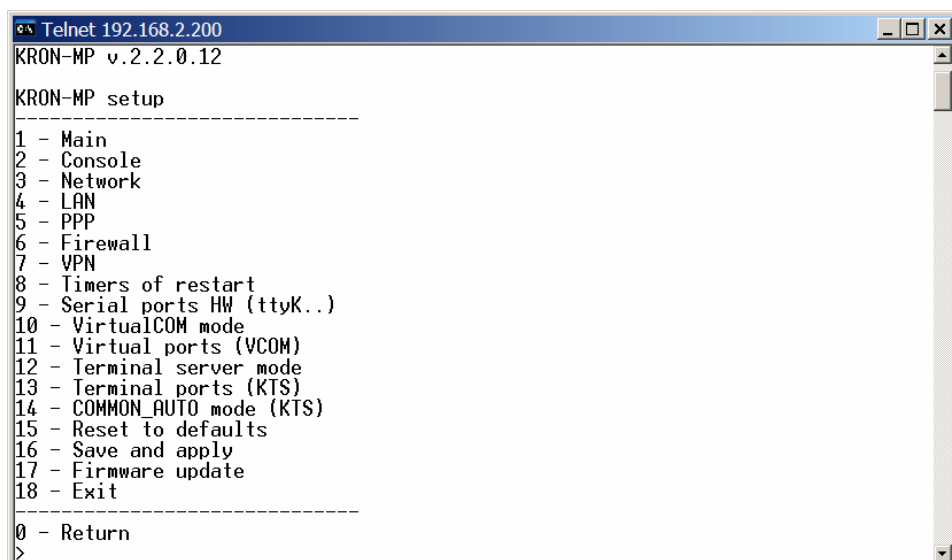 Telnet 192.168.2.200
KRON-MP v.2.2.0.12
KRON-MP setup
------------------------------
1 - Main
2 - Console
3 - Network
4 - LAN
5 - PPP
6 - Firewall
7 - VPN
8 - Timers of restart
9 - Serial ports HW (ttyK..)
10 - VirtualCOM mode
11 - Virtual ports (VCOM)
12 - Terminal server mode
13 - Terminal ports (KTS)
14 - COMMON_AUTO mode (KTS)
15 - Reset to defaults
16 - Save and apply
17 - Firmware update
18 - Exit
------------------------------
0 - Return
>